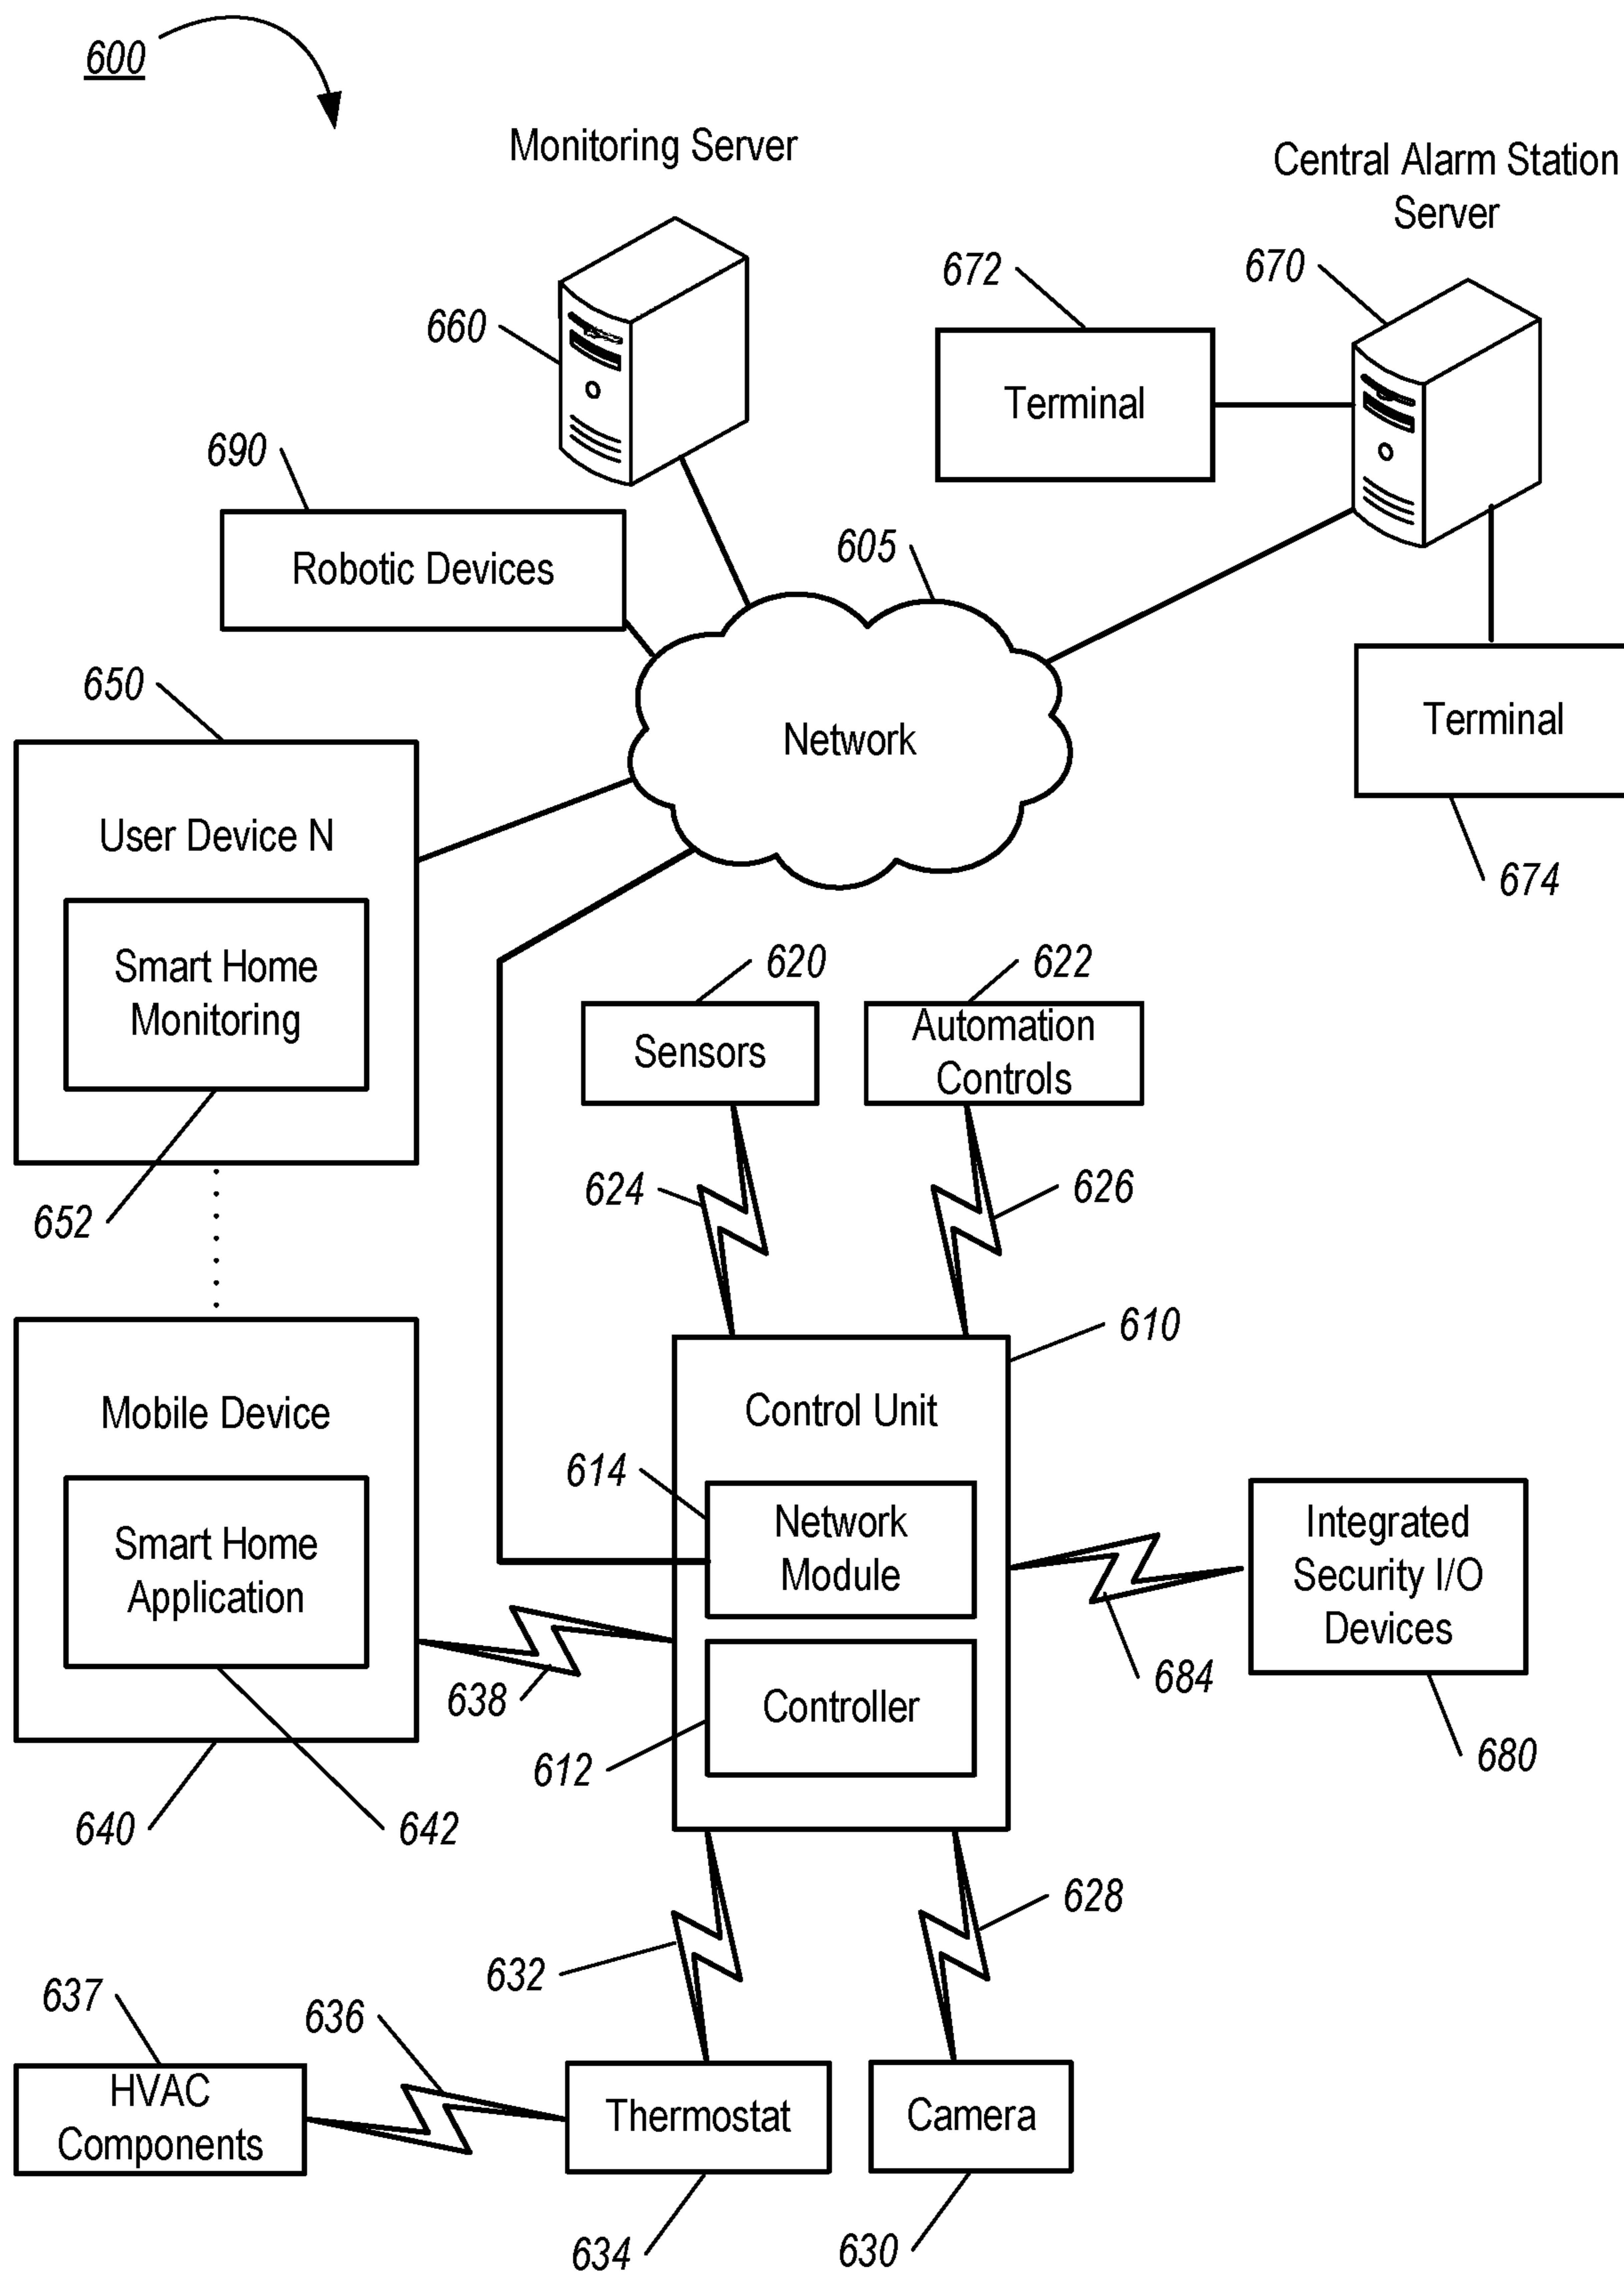 600
Monitoring Server
Central Alarm Station
Server
672
670
660
Terminal
690
605
Robotic Devices
650
Network
Terminal
User Device N
674
Smart Home
Monitoring
620
622
Sensors
Automation
Controls
652
624
626
610
Mobile Device
Control Unit
614
Smart Home
Application
Network
Module
Integrated
Security I/O
Devices
638
684
Controller
612
680
640
642
628
632
637
636
HVAC
Components
Thermostat
Camera
634
630